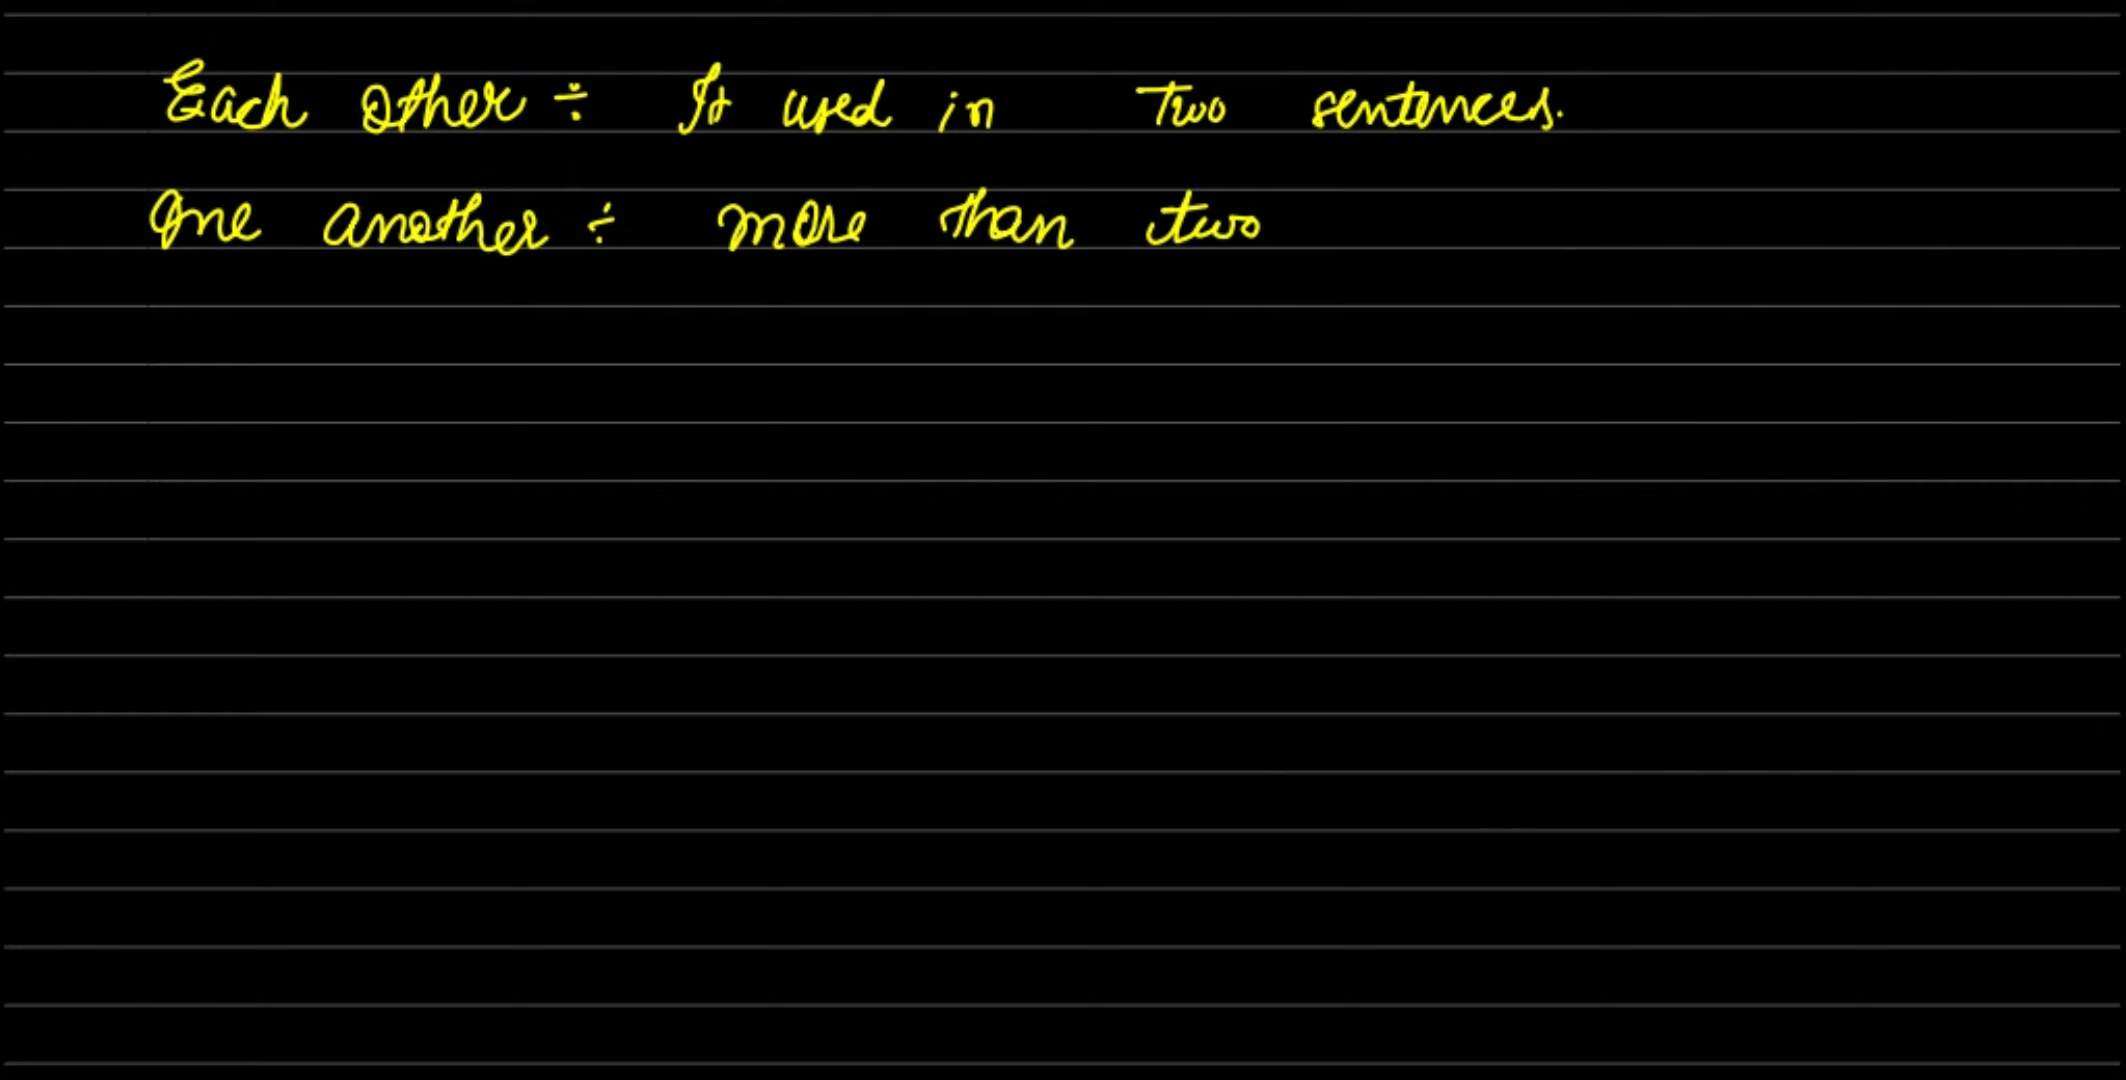 Each other ÷ It used in Two sentences.
One another ÷ more than two